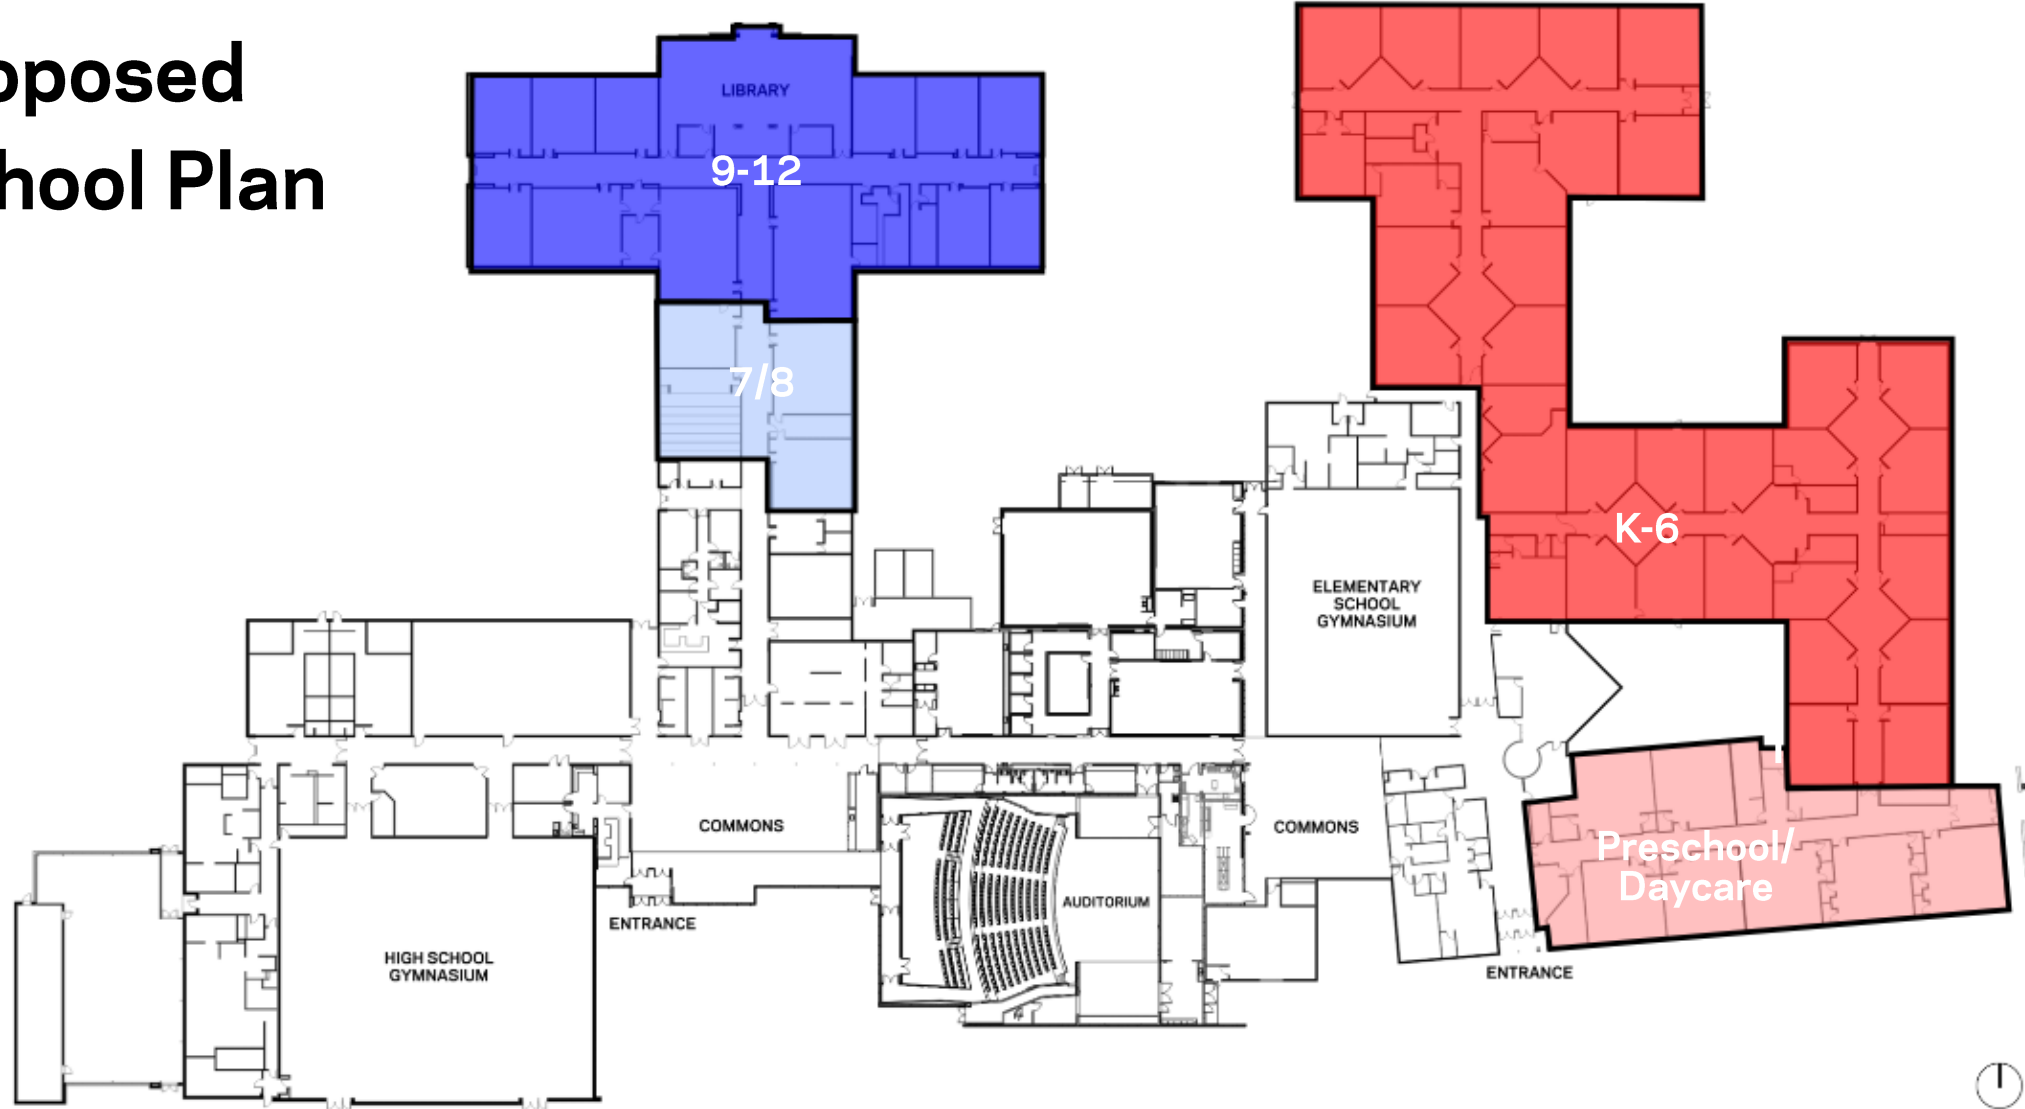 oposed
hool Plan
LIBRARY
9-12
7/8
K-6
ELEMENTARY
SCHOOL
GYMNASIUM
COMMONS
COMMONS
Preschool/
Daycare
AUDITORIUM
ENTRANCE
HIGH SCHOOL
GYMNASIUM
ENTRANCE